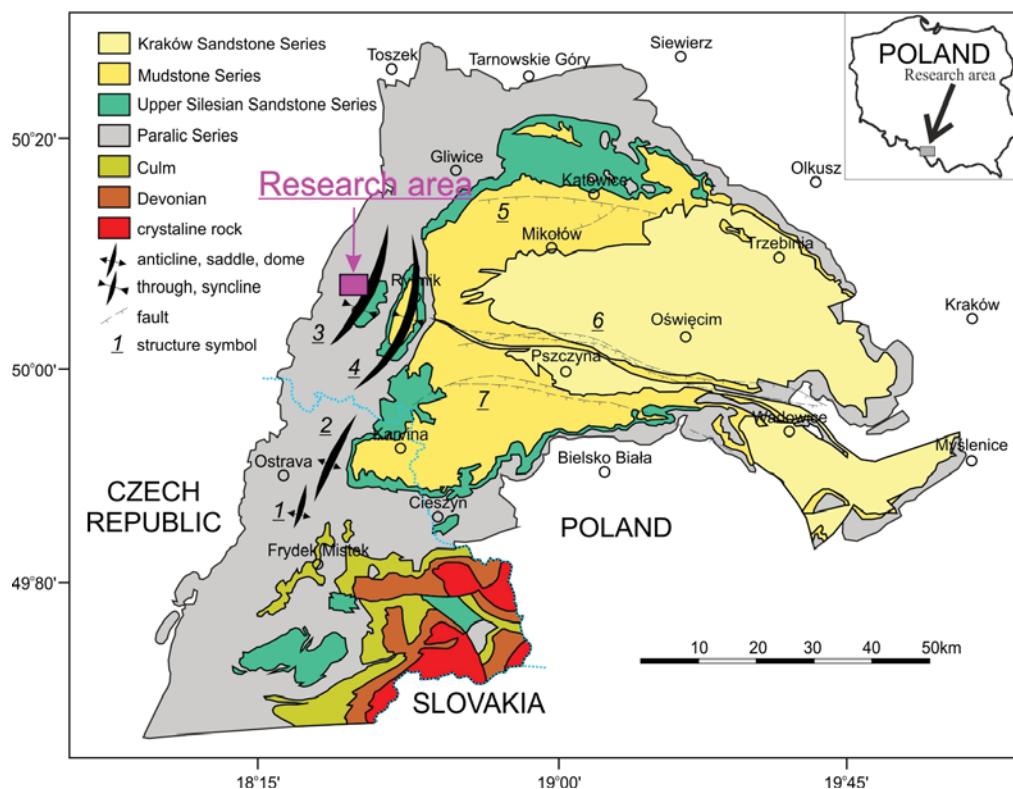 Kraków Sandstone Series
Mudstone Series
Upper Silesian Sandstone Series
Paralic Series
Culm
Devonian
crystaline rock
anticline, saddle, dome
through, syncline
fault
1 structure symbol
POLAND
Research area
Toszek
Tarnowskie Góry
Siewierz
Gliwice
Katowice
Olkusz
Research area
5
Mikołów
Trzebinia
Kraków
3
4
6
Oświęcim
Pszczyna
7
2
Karvina
Wadowice
Myślenice
Ostrava
Bielsko Biała
Cieszyn
1
CZECH
REPUBLIC
POLAND
Frydek Mistek
SLOVAKIA
10 20 30 40 50km
50°20'
50°00'
49°80'
18°15' 19°00' 19°45'